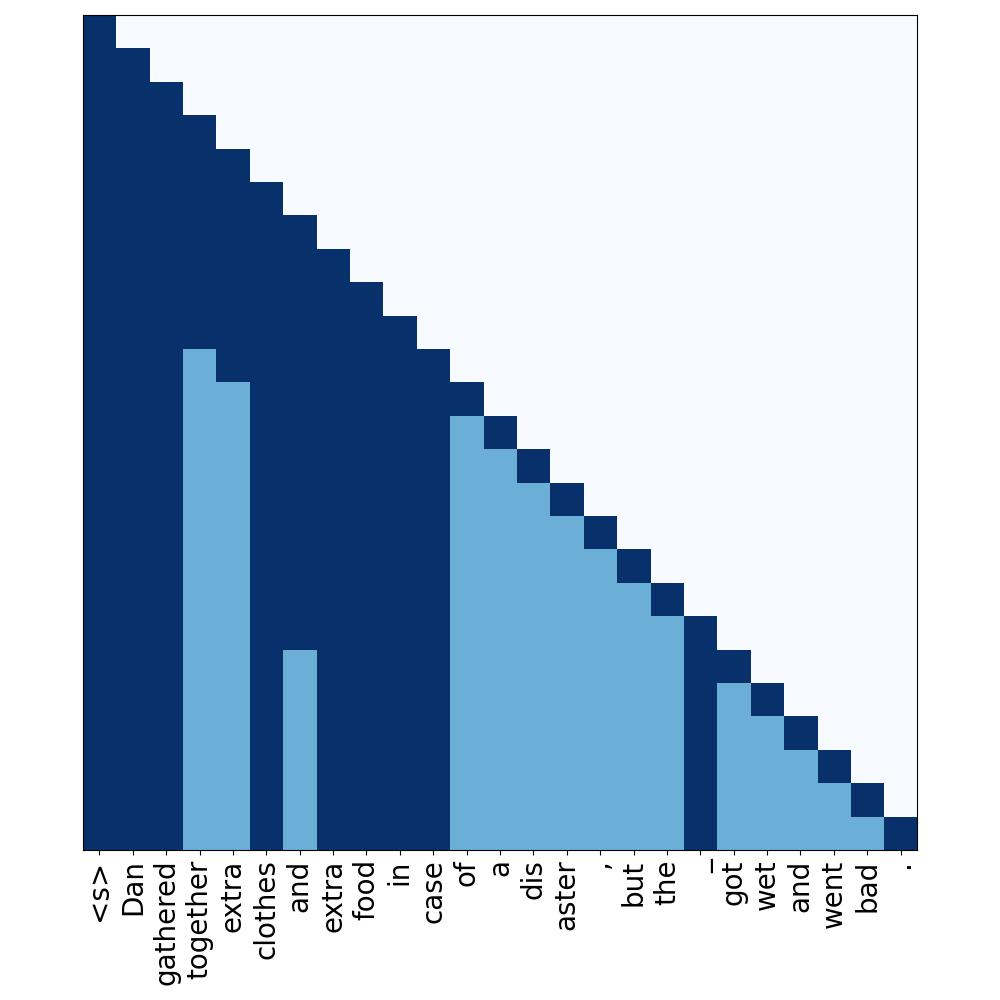 <s>
Dan
gathered
together
extra
clothes
and
extra
food
in
case
of
a
dis
aster
,
but
the
_
got
wet
and
went
bad
.